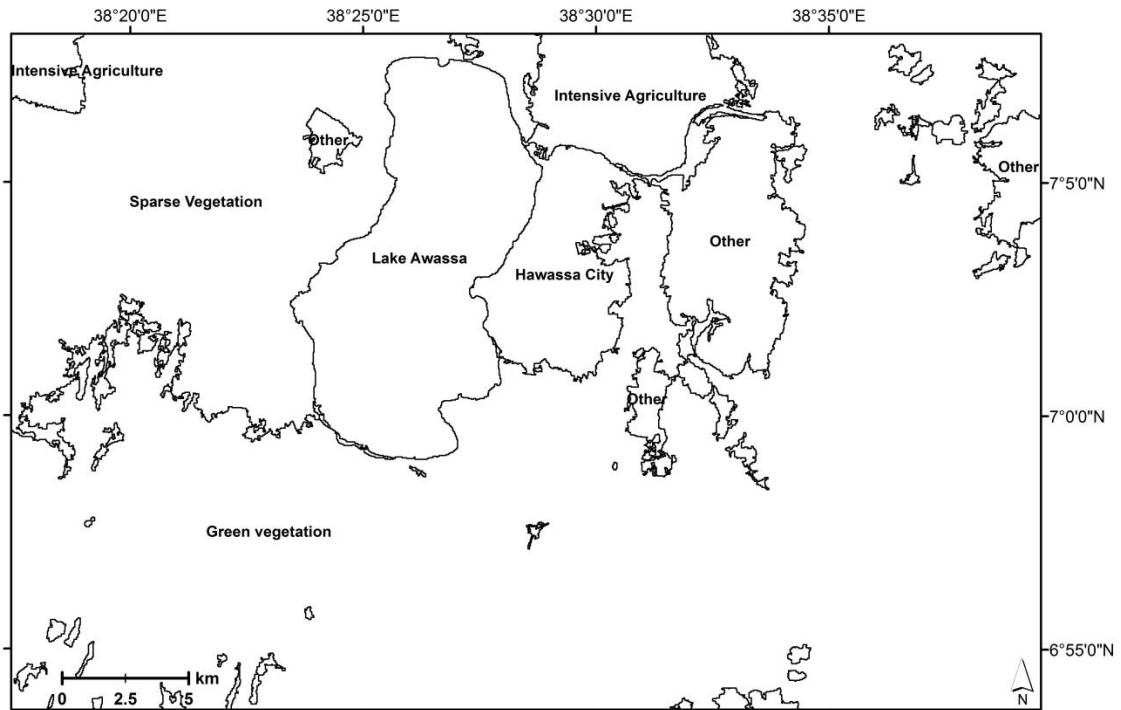 38°20'0"E
38°25'0"E
38°30'0"E
38°35'0"E
Intensive Agriculture
Intensive Agriculture
Other
Other
7°5'0"N
Sparse Vegetation
Other
Lake Awassa
Hawassa City
Other
7°0'0"N
Green vegetation
6°55'0"N
km
0 2.5 5
N